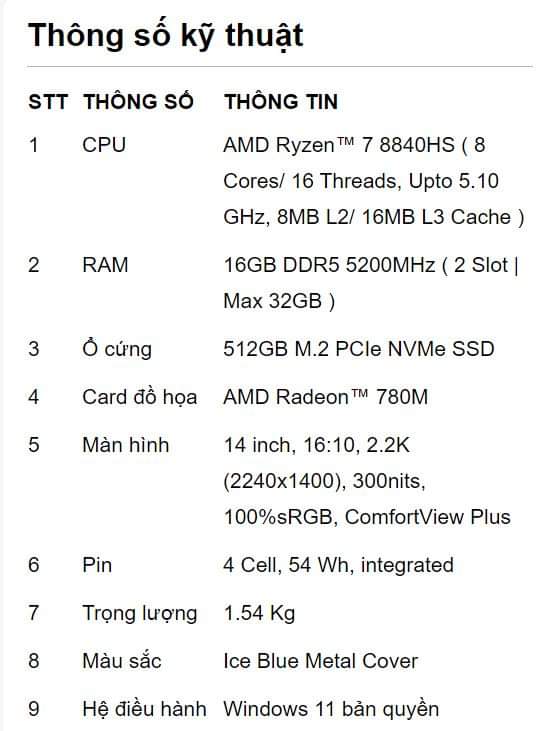 Thông số kỹ thuật
STT THÔNG SỐ THÔNG TIN
1 CPU AMD Ryzen™ 7 8840HS ( 8
Cores/ 16 Threads, Upto 5.10
GHz, 8MB L2/ 16MB L3 Cache )
2 RAM 16GB DDR5 5200MHz ( 2 Slot |
Max 32GB )
3 Ổ cứng 512GB M.2 PCIe NVMe SSD
4 Card đồ họa AMD Radeon™ 780M
5 Màn hình 14 inch, 16:10, 2.2K
(2240x1400), 300nits,
100%sRGB, ComfortView Plus
6 Pin 4 Cell, 54 Wh, integrated
7 Trọng lượng 1.54 Kg
8 Màu sắc Ice Blue Metal Cover
9 Hệ điều hành Windows 11 bản quyền